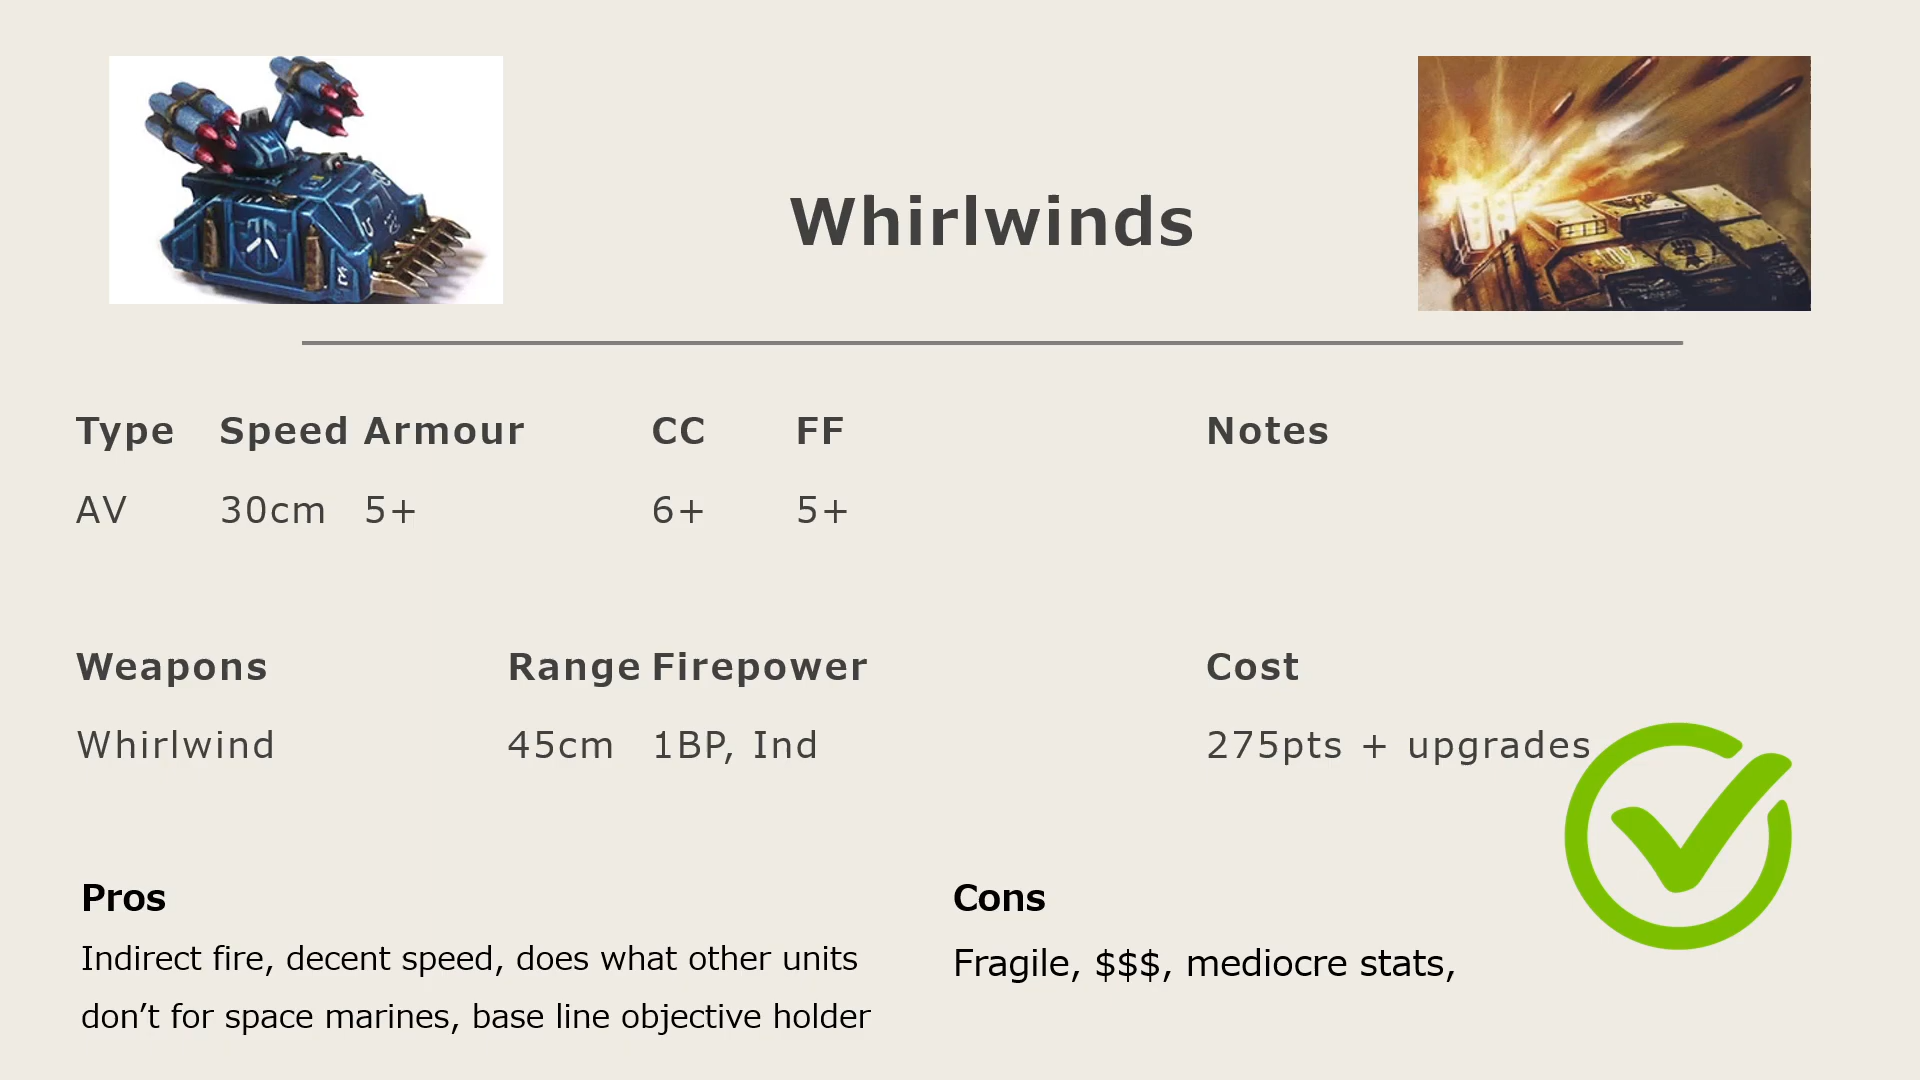 Whirlwinds
Type Speed Armour CC FF Notes
AV 30cm 5+ 6+ 5+
Weapons Range Firepower Cost
Whirlwind 45cm 1BP, Ind 275pts + upgrades
Pros
Indirect fire, decent speed, does what other units
don’t for space marines, base line objective holder
Cons
Fragile, $$$, mediocre stats,